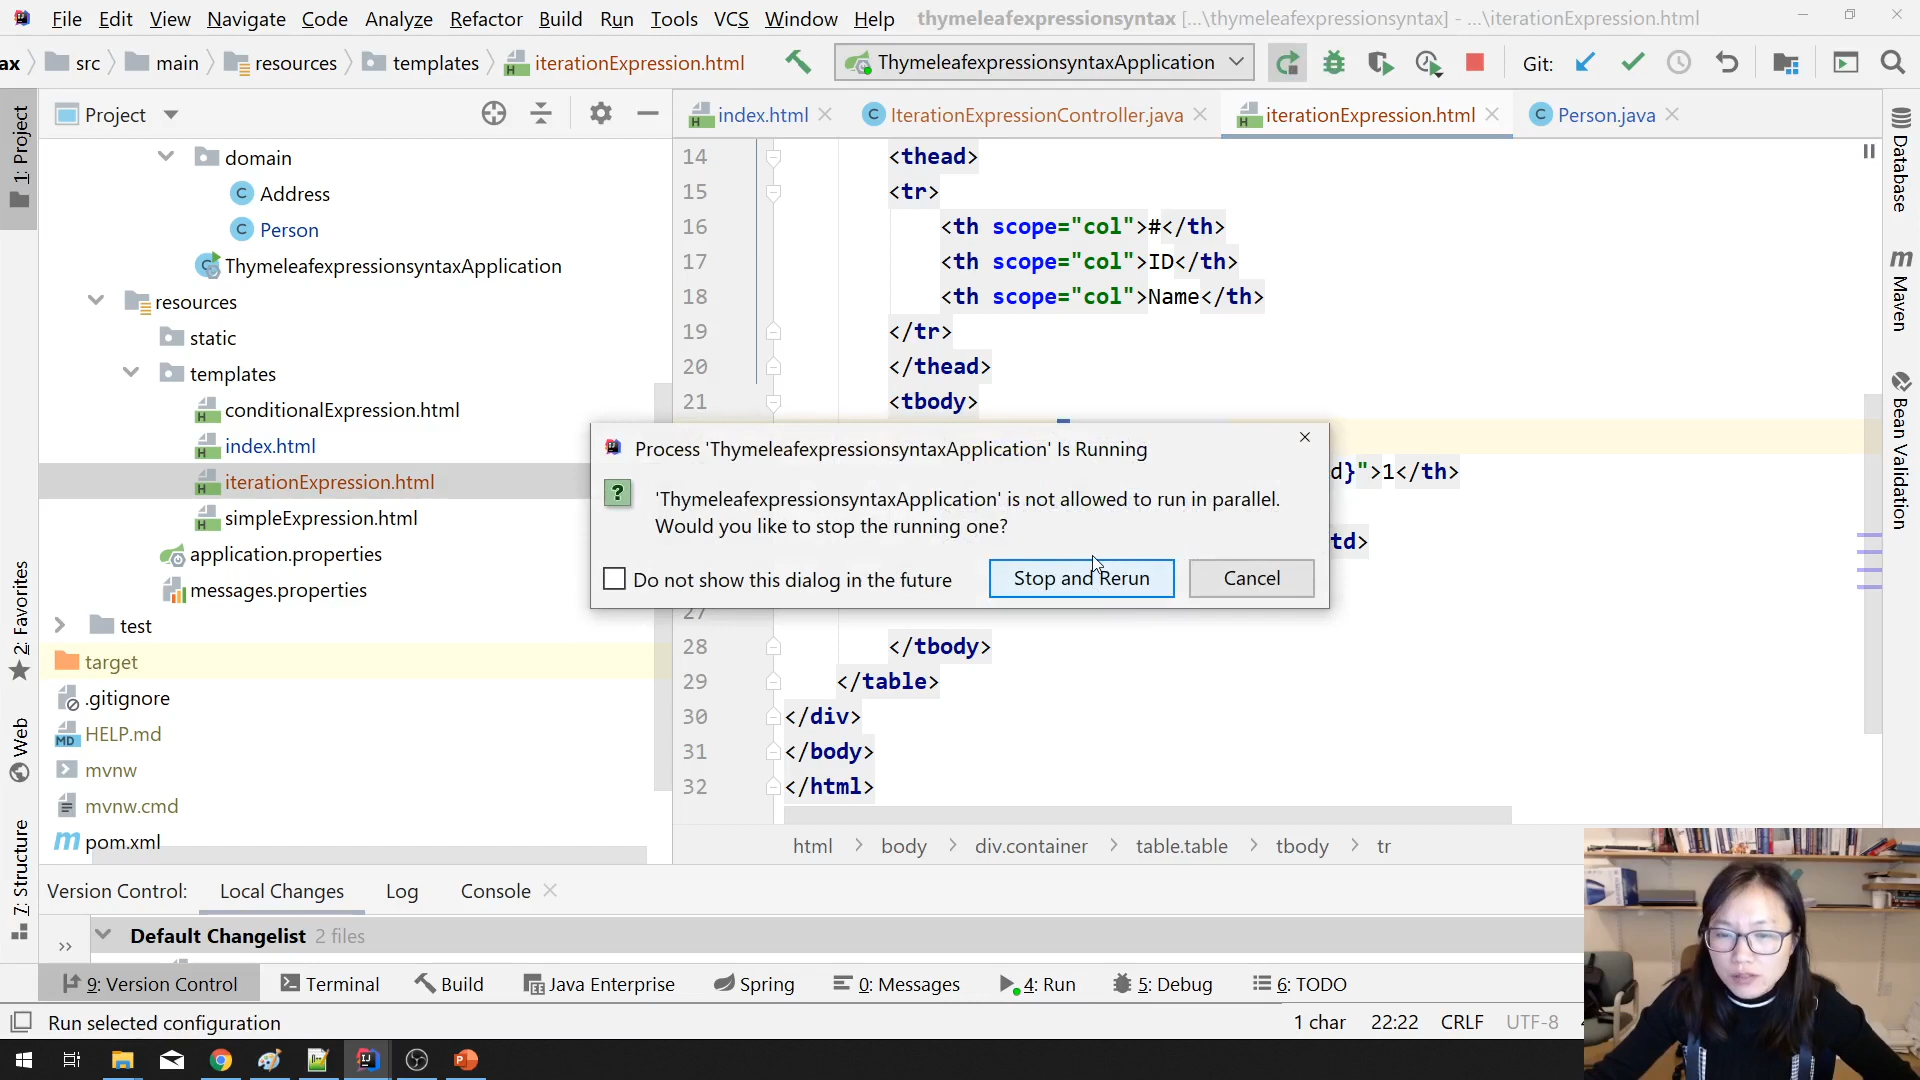 File Edit View Navigate Code Analyze Refactor Build Run Tools VCS Window Help thymeleafexpressionsyntax [...\thymeleafexpressionsyntax] - ...\iterationExpression.html
ax src main resources templates iterationExpression.html ThymeleafexpressionsyntaxApplication Git:
Project
index.html IterationExpressionController.java iterationExpression.html Person.java
1: Project
2: Favorites
Web
7: Structure
domain
Address
Person
ThymeleafexpressionsyntaxApplication
resources
static
templates
conditionalExpression.html
index.html
iterationExpression.html
simpleExpression.html
application.properties
messages.properties
test
target
.gitignore
HELP.md
mvnw
mvnw.cmd
pom.xml
14 <thead>
15 <tr>
16 <th scope="col">#</th>
17 <th scope="col">ID</th>
18 <th scope="col">Name</th>
19 </tr>
20 </thead>
21 <tbody>
d}">1</th>
td>
27
28 </tbody>
29 </table>
30 </div>
31 </body>
32 </html>
Process 'ThymeleafexpressionsyntaxApplication' Is Running
'ThymeleafexpressionsyntaxApplication' is not allowed to run in parallel.
Would you like to stop the running one?
Do not show this dialog in the future Stop and Rerun Cancel
Database
Maven
Bean Validation
html body div.container table.table tbody tr
Version Control: Local Changes Log Console
Default Changelist 2 files
9: Version Control Terminal Build Java Enterprise Spring 0: Messages 4: Run 5: Debug 6: TODO
Run selected configuration 1 char 22:22 CRLF UTF-8